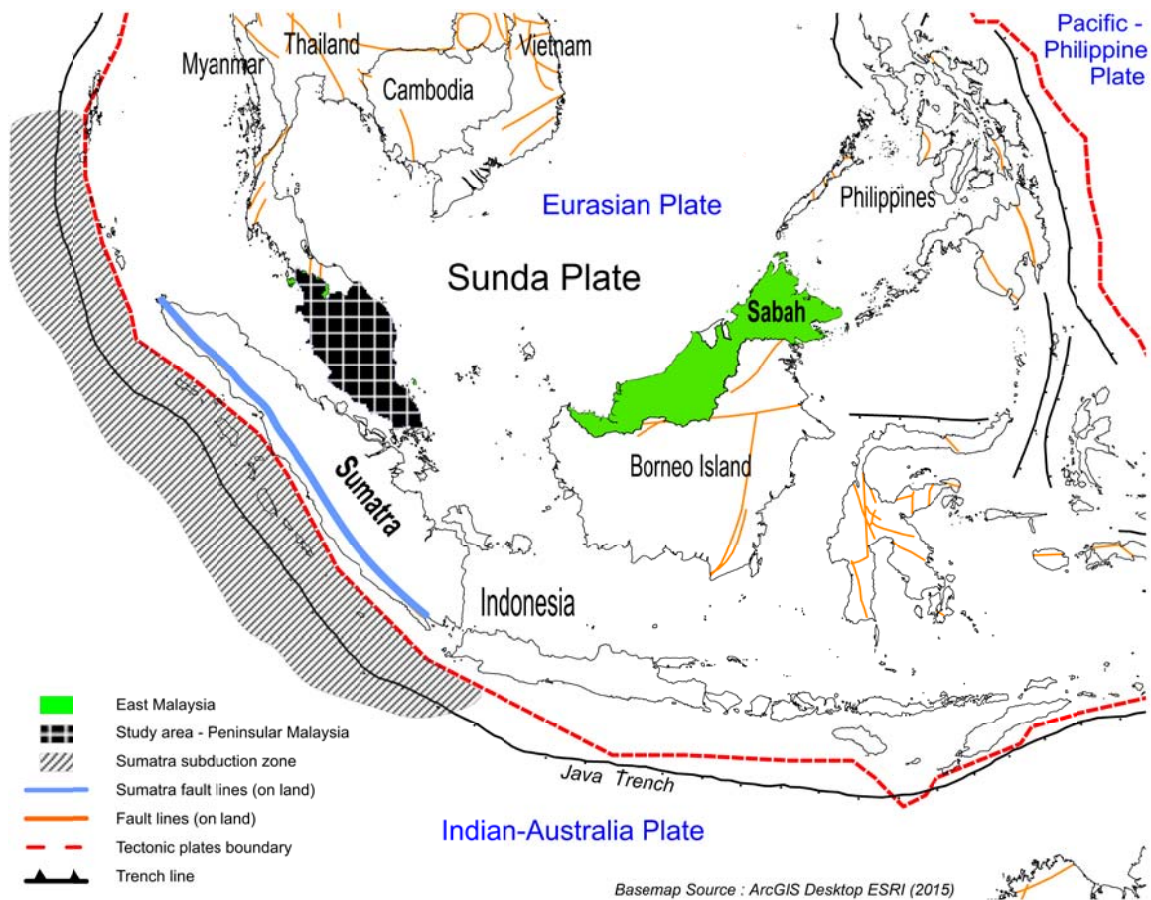 Pacific -
Philippine
Plate
Thailand
Vietnam
Myanmar
Cambodia
Eurasian Plate
Philippines
Sunda Plate
Sabah
Borneo Island
Sumatra
Indonesia
Java Trench
Indian-Australia Plate
East Malaysia
Study area - Peninsular Malaysia
Sumatra subduction zone
Sumatra fault lines (on land)
Fault lines (on land)
Tectonic plates boundary
Trench line
Basemap Source : ArcGIS Desktop ESRI (2015)